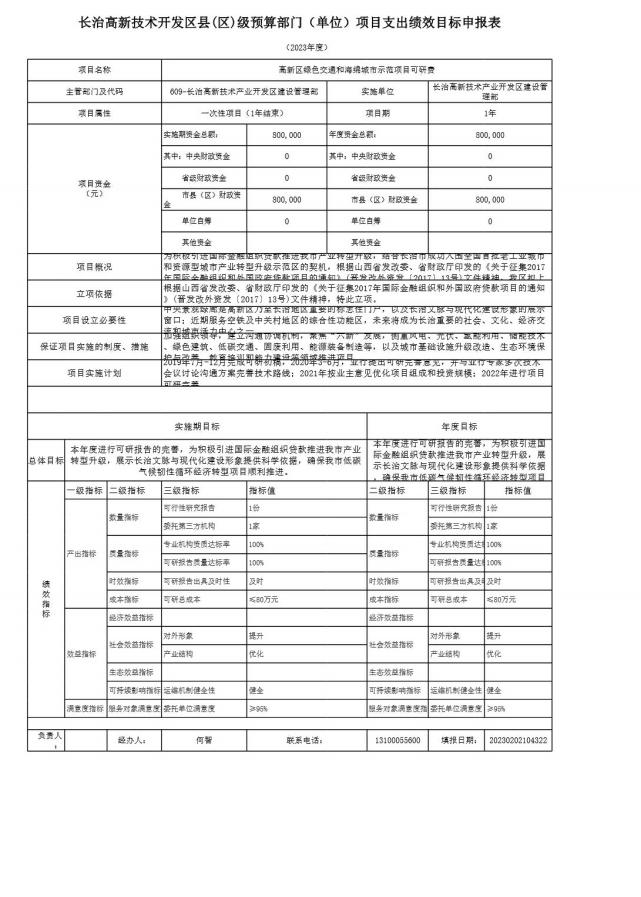 长治高新技术开发区县(区)级预算部门（单位）项目支出绩效目标申报表
（2023年度）
项目名称 高新区绿色交通和海绵城市示范项目可研费
主管部门及代码 609-长治高新技术产业开发区建设管理部 实施单位 长治高新技术产业开发区建设管理部
项目属性 一次性项目（1年结束） 项目期 1年
项目资金（元） 实施期资金总额： 800,000 年度资金总额： 800,000
其中：中央财政资金 0 其中：中央财政资金 0
省级财政资金 0 省级财政资金 0
市县（区）财政资金 800,000 市县（区）财政资金 800,000
单位自筹 0 单位自筹 0
其他资金 其他资金
项目概况 为积极引进国际金融组织贷款推进我市产业转型升级，结合长治市成功入围全国首批老工业城市
和资源型城市产业转型升级示范区的契机，根据山西省发改委、省财政厅印发的《关于征集2017
年国际金融组织和外国政府贷款项目的通知》(晋发改外资发〔2017〕13号)文件精神，我区拟上
立项依据 根据山西省发改委、省财政厅印发的《关于征集2017年国际金融组织和外国政府贷款项目的通知
》(晋发改外资发〔2017〕13号)文件精神，特此立项。
项目设立必要性 中央景观绿廊是高新区乃至长治地区重要的标志性门户，以及长治文脉与现代化建设形象的展示
窗口；近期服务空铁及中关村地区的综合性功能区，未来将成为长治重要的社会、文化、经济交
流和城市活力中心之一
保证项目实施的制度、措施 加强组织领导，建立沟通协调机制，聚焦“六新”发展，侧重风电、光伏、氢能利用、储能技术
、绿色建筑、低碳交通、固废利用、能源装备制造等，以及城市基础设施升级改造、生态环境保
护与改善、教育培训和能力建设等领域推进项目
项目实施计划 2019年7月-12月完成可研初稿，2020年3-6月，业行提出可研完善意见，并与业行专家多次技术
会议讨论沟通方案完善技术路线；2021年按业主意见优化项目组成和投资规模；2022年进行项目
可研完善
实施期目标 年度目标
总体目标 本年度进行可研报告的完善，为积极引进国际金融组织贷款推进我市产业转型升级，展示长治文脉与现代化建设形象提供科学依据，确保我市低碳气候韧性循环经济转型项目顺利推进。 本年度进行可研报告的完善，为积极引进国际金融组织贷款推进我市产业转型升级，展示长治文脉与现代化建设形象提供科学依据，确保我市低碳气候韧性循环经济转型项目
绩效指标 一级指标 二级指标 三级指标 指标值 二级指标 三级指标 指标值
产出指标 数量指标 可行性研究报告 1份 数量指标 可行性研究报告 1份
委托第三方机构 1家 委托第三方机构 1家
质量指标 专业机构资质达标率 100% 质量指标 专业机构资质达标 100%
可研报告质量达标率 100% 可研报告质量达标 100%
时效指标 可研报告出具及时性 及时 时效指标 可研报告出具及时 及时
成本指标 可研总成本 ≤80万元 成本指标 可研总成本 ≤80万元
效益指标 经济效益指标 经济效益指标
社会效益指标 对外形象 提升 社会效益指标 对外形象 提升
产业结构 优化 产业结构 优化
生态效益指标 生态效益指标
可持续影响指标 运维机制健全性 健全 可持续影响指标 运维机制健全性 健全
满意度指标 服务对象满意度 委托单位满意度 ≥95% 服务对象满意度指 委托单位满意度 ≥95%
负责人： 经办人： 何智 联系电话： 13100055600 填报日期： 20230202104322